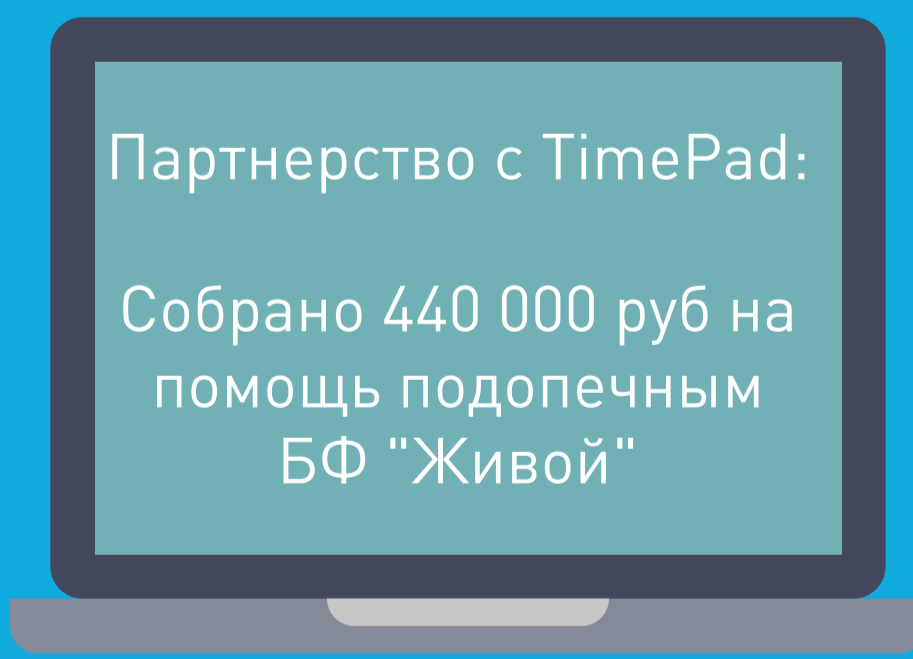 Партнерство с TimePad:
Собрано 440 000 руб на
помощь подопечным
БФ "Живой"